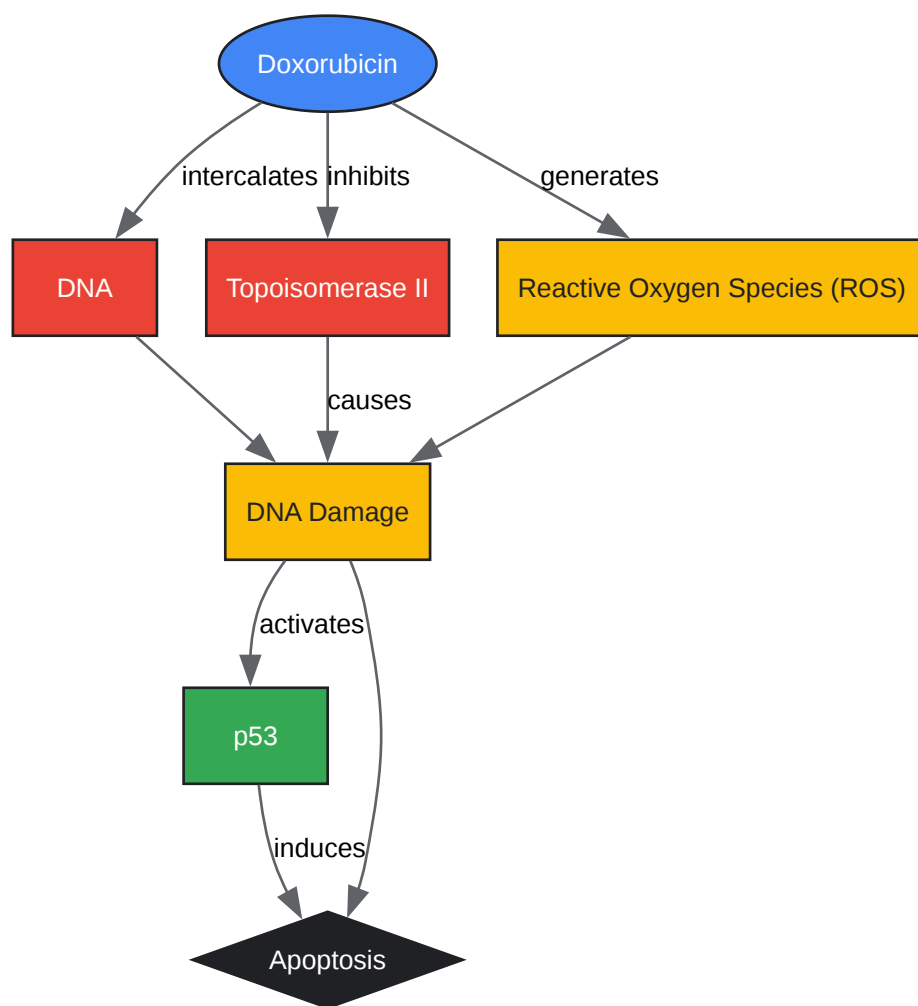 Doxorubicin
intercalates
inhibits
generates
DNA
Topoisomerase II
Reactive Oxygen Species (ROS)
causes
DNA Damage
activates
p53
induces
Apoptosis